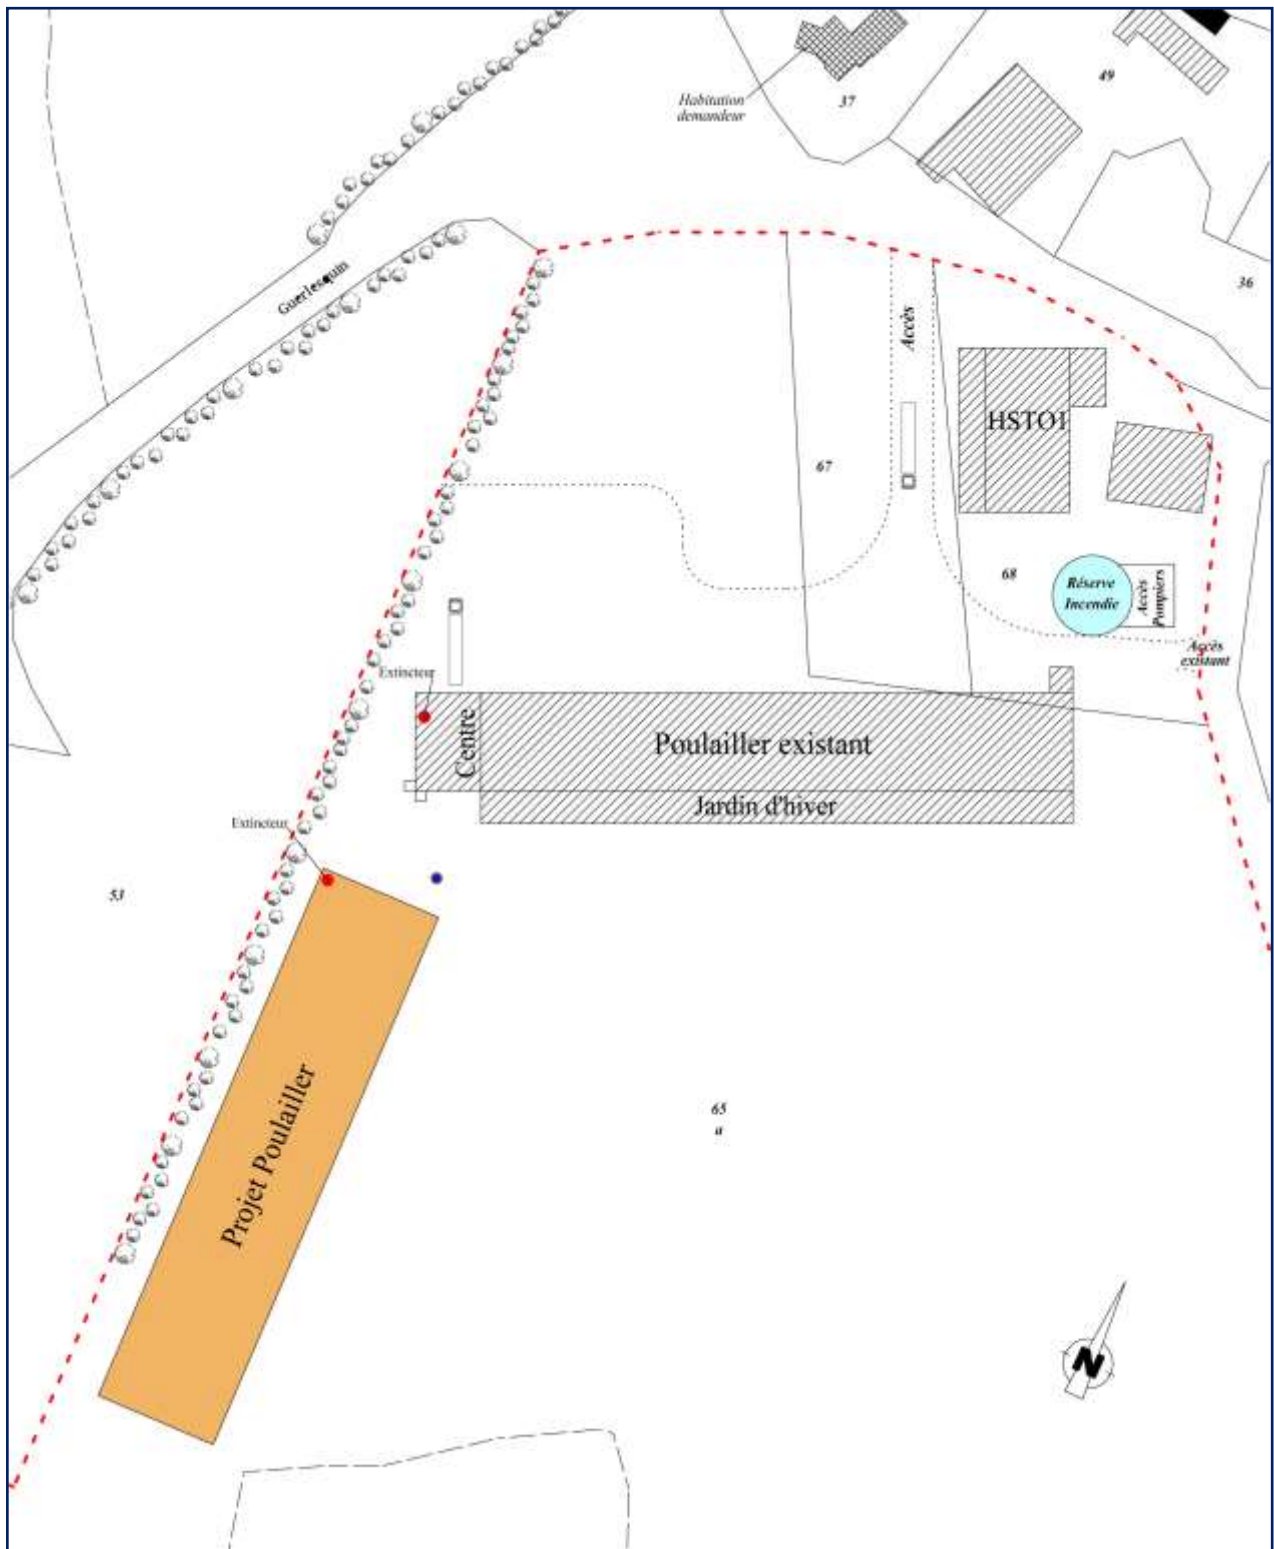 49
Habitation
demandeur
37
Guerlesquin
36
Accès
HSTO1
67
68
Réserve
Incendie
Accès
Pompiers
Accès
existant
Extincteur
Centre
Poulailler existant
Jardin d'hiver
Extincteur
53
Projet Poulailler
65
a
N